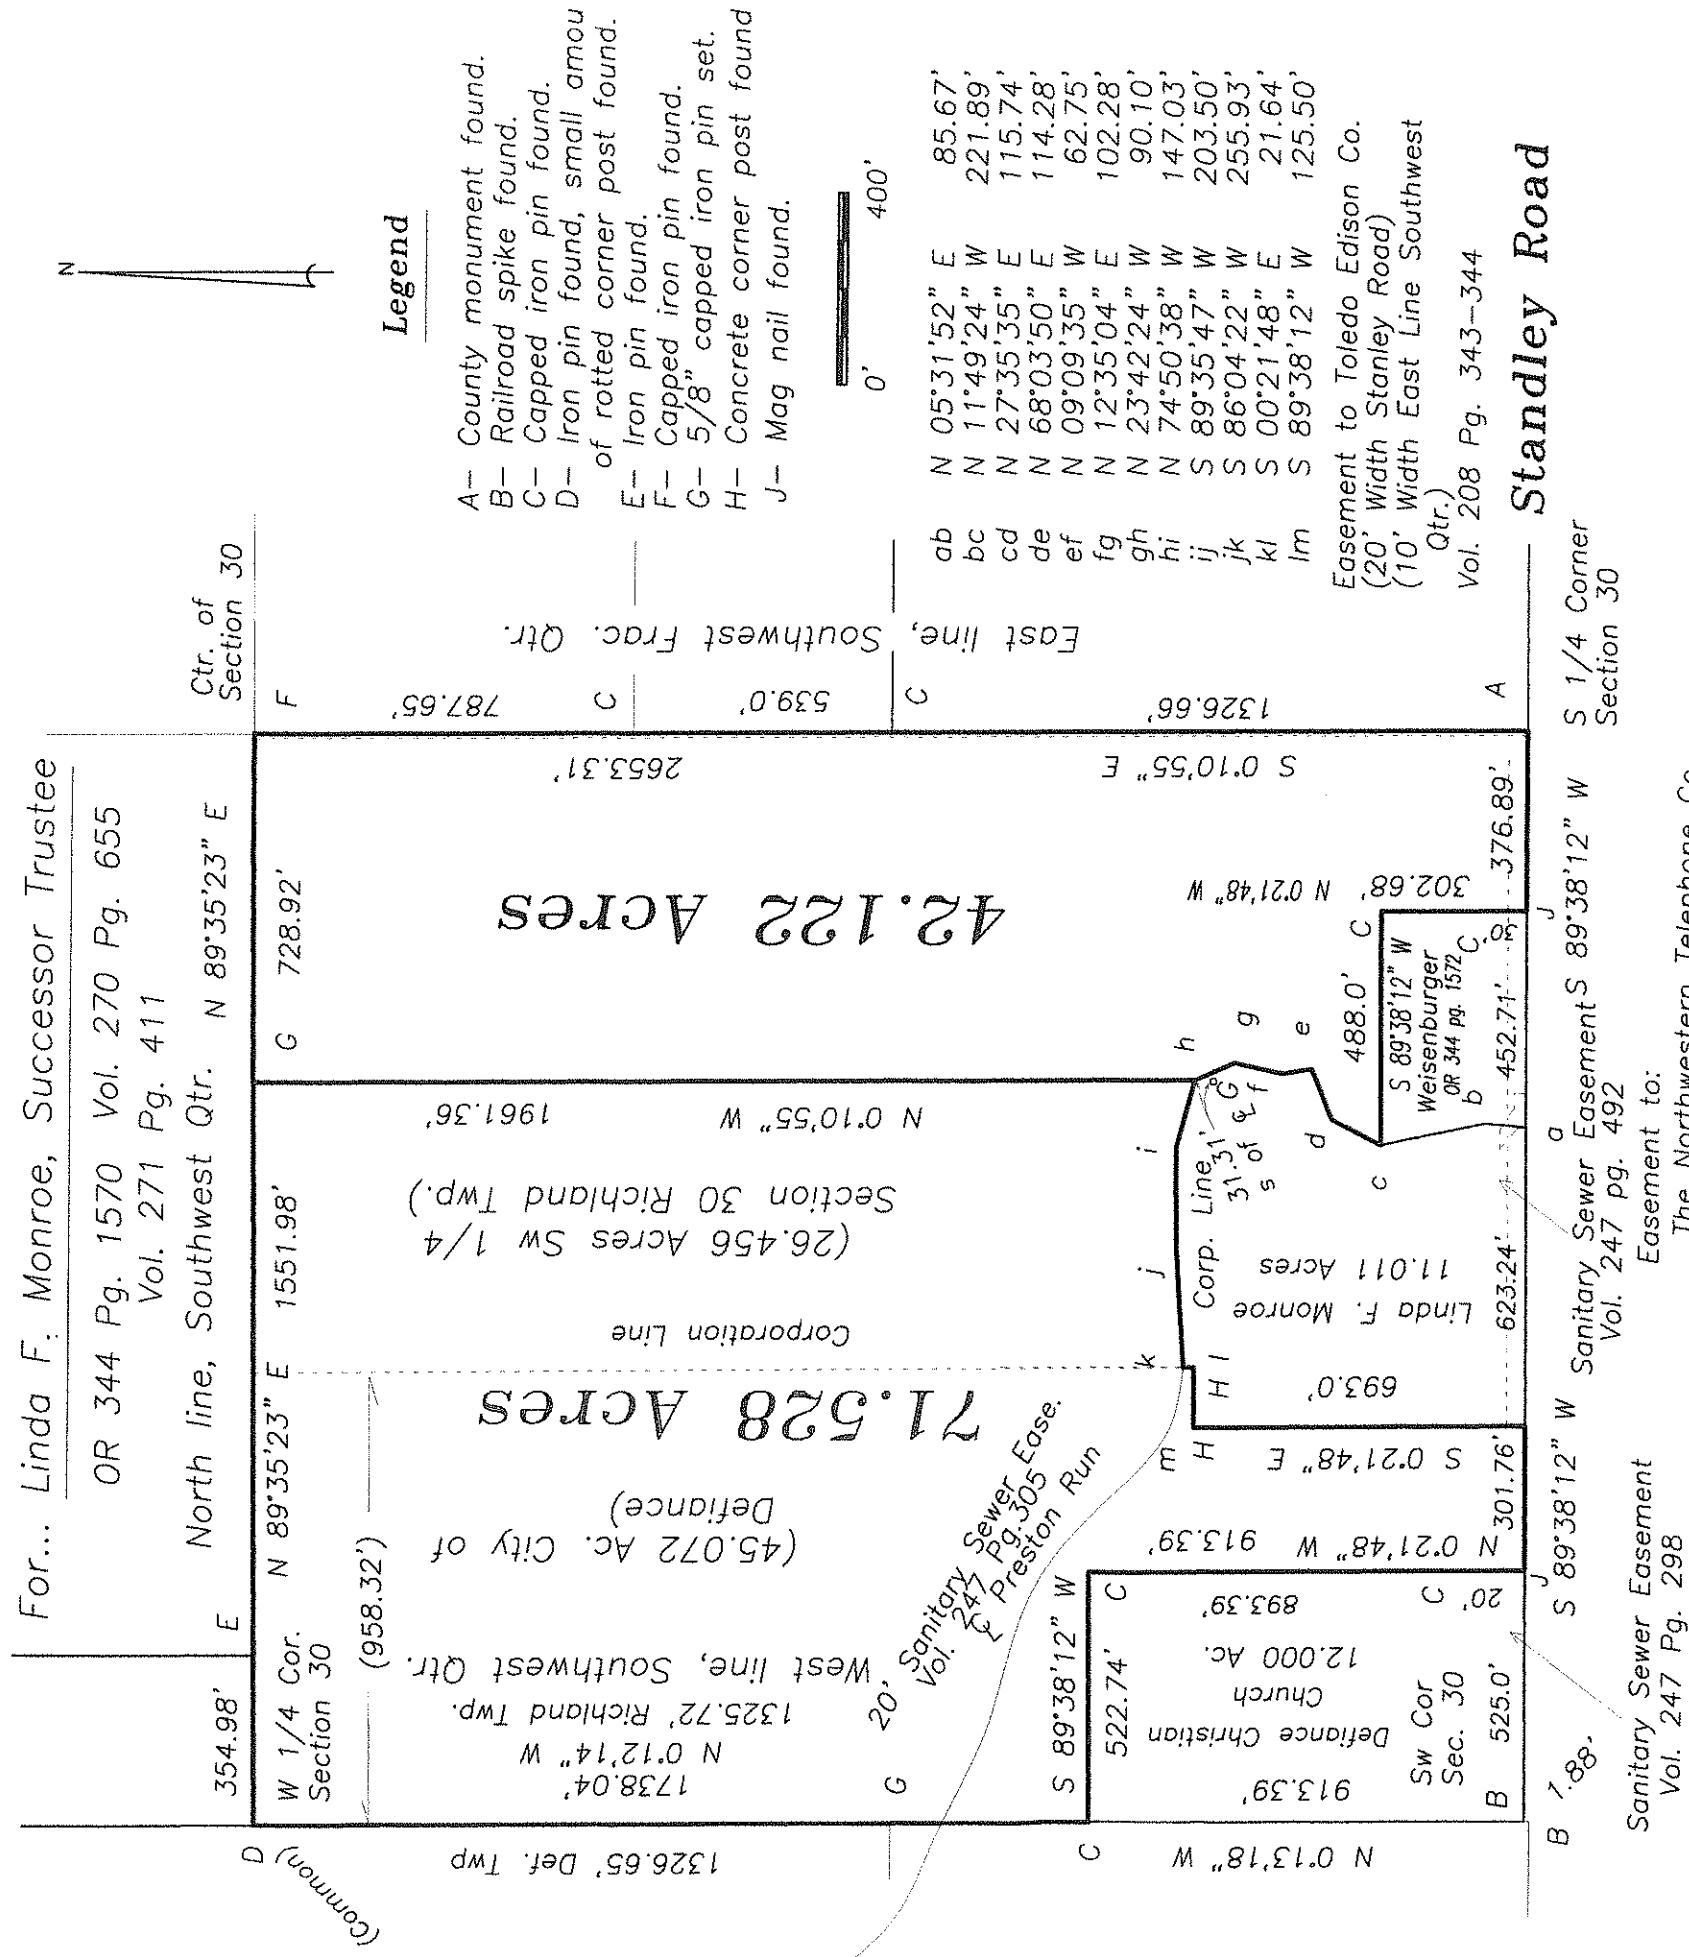 For... Linda F. Monroe, Successor Trustee
OR 344 Pg. 1570 Vol. 270 Pg. 655
Vol. 271 Pg. 411
North line, Southwest Qtr. N 89°35'23" E
354.98' E
N 89°35'23" E
1551.98'
G 728.92'
F
Ctr. of
Section 30
W 1/4 Cor.
Section 30
D (Common)
(958.32')
1326.65' Def. Twp
West line, Southwest Qtr.
1325.72' Richland Twp.
N 0°12'14" W
1738.04'
G
71.528 Acres
(45.072 Ac. City of
Defiance)
Corporation Line
(26.456 Acres Sw 1/4
Section 30 Richland Twp.)
N 0°10'55" W 1961.36'
42.122 Acres
2653.31'
S 0°10'55" E
787.65'
C
539.0'
C
1326.66'
A
East line, Southwest Frac. Qtr.
20' Sanitary Sewer Ease.
Vol. 247 Pg. 305
℄ Preston Run
k j i h
m
H
H l
Corp. Line
31.31'
s of ℄
G
g
f
e
d
c
b
a
S 89°38'12" W
C
522.74'
C
N 0°13'18" W
913.39'
Defiance Christian
Church
12.000 Ac.
893.39'
C 20'
Sw Cor
Sec. 30
B 525.0'
B 1.88'
N 0°21'48" W 913.39'
S 0°21'48" E
693.0'
Linda F. Monroe
11.011 Acres
301.76'
623.24'
452.71'
376.89'
488.0'
C
S 89°38'12" W
Weisenburger
OR 344 pg. 1572
C 30'
302.68' N 0°21'48" W
J
J
S 89°38'12" W
S 89°38'12" W
S 1/4 Corner
Section 30
Standley Road
Sanitary Sewer Easement
Vol. 247 Pg. 298
Sanitary Sewer Easement
Vol. 247 pg. 492
Easement to:
The Northwestern Telephone Co.
N
Legend
A– County monument found.
B– Railroad spike found.
C– Capped iron pin found.
D– Iron pin found, small amou
of rotted corner post found.
E– Iron pin found.
F– Capped iron pin found.
G– 5/8" capped iron pin set.
H– Concrete corner post found
J– Mag nail found.
0' 400'
ab N 05°31'52" E 85.67'
bc N 11°49'24" W 221.89'
cd N 27°35'35" E 115.74'
de N 68°03'50" E 114.28'
ef N 09°09'35" W 62.75'
fg N 12°35'04" E 102.28'
gh N 23°42'24" W 90.10'
hi N 74°50'38" W 147.03'
ij S 89°35'47" W 203.50'
jk S 86°04'22" W 255.93'
kl S 00°21'48" E 21.64'
lm S 89°38'12" W 125.50'
Easement to Toledo Edison Co.
(20' Width Stanley Road)
(10' Width East Line Southwest
Qtr.)
Vol. 208 Pg. 343–344